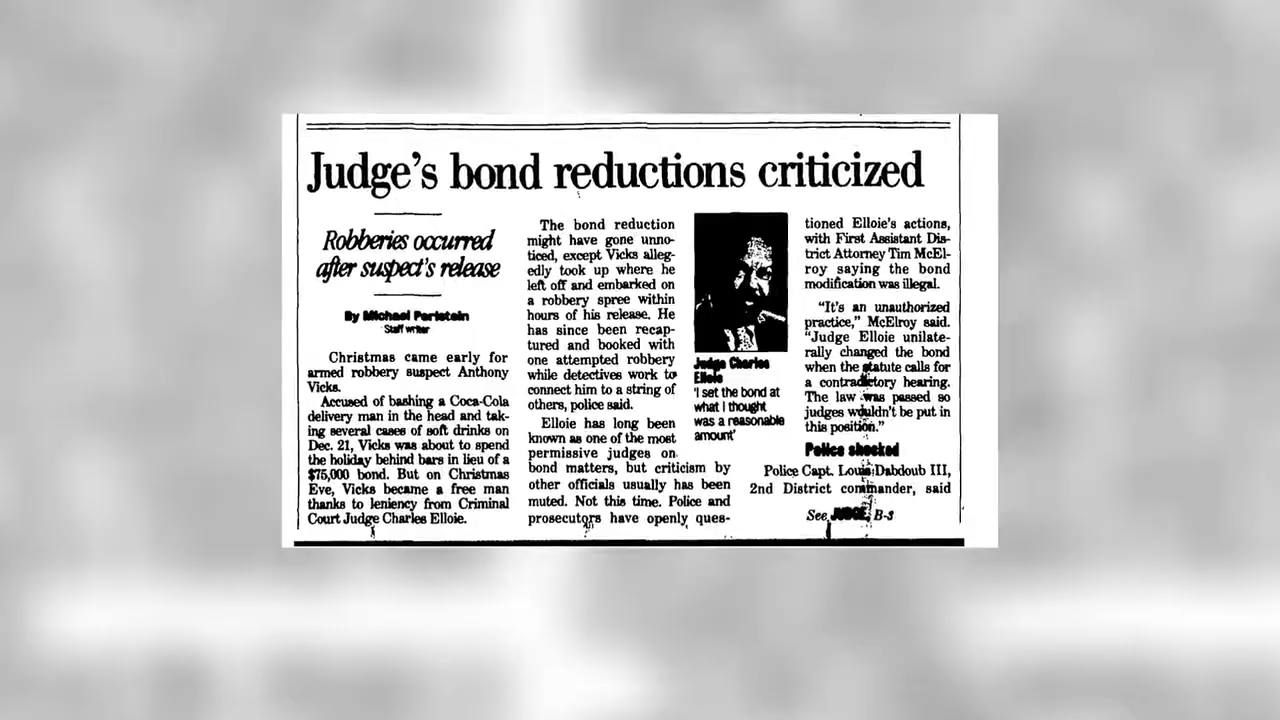 Judge's bond reductions criticized
Robberies occurred
after suspect's release
By Michael Perlstein
Staff writer
Christmas came early for
armed robbery suspect Anthony
Vicks.
Accused of bashing a Coca-Cola
delivery man in the head and tak-
ing several cases of soft drinks on
Dec. 21, Vicks was about to spend
the holiday behind bars in lieu of a
$75,000 bond. But on Christmas
Eve, Vicks became a free man
thanks to leniency from Criminal
Court Judge Charles Elloie.
The bond reduction
might have gone unno-
ticed, except Vicks alleg-
edly took up where he
left off and embarked on
a robbery spree within
hours of his release. He
has since been recap-
tured and booked with
one attempted robbery
while detectives work to
connect him to a string of
others, police said.
Elloie has long been
known as one of the most
permissive judges on
bond matters, but criticism by
other officials usually has been
muted. Not this time. Police and
prosecutors have openly ques-
Judge Charles
Elloie
'I set the bond at
what I thought
was a reasonable
amount'
tioned Elloie's actions,
with First Assistant Dis-
trict Attorney Tim McEl-
roy saying the bond
modification was illegal.
"It's an unauthorized
practice," McElroy said.
"Judge Elloie unilate-
rally changed the bond
when the statute calls for
a contradictory hearing.
The law was passed so
judges wouldn't be put in
this position."
Police shocked
Police Capt. Louis Dabdoub III,
2nd District commander, said
See JUDGE, B-3